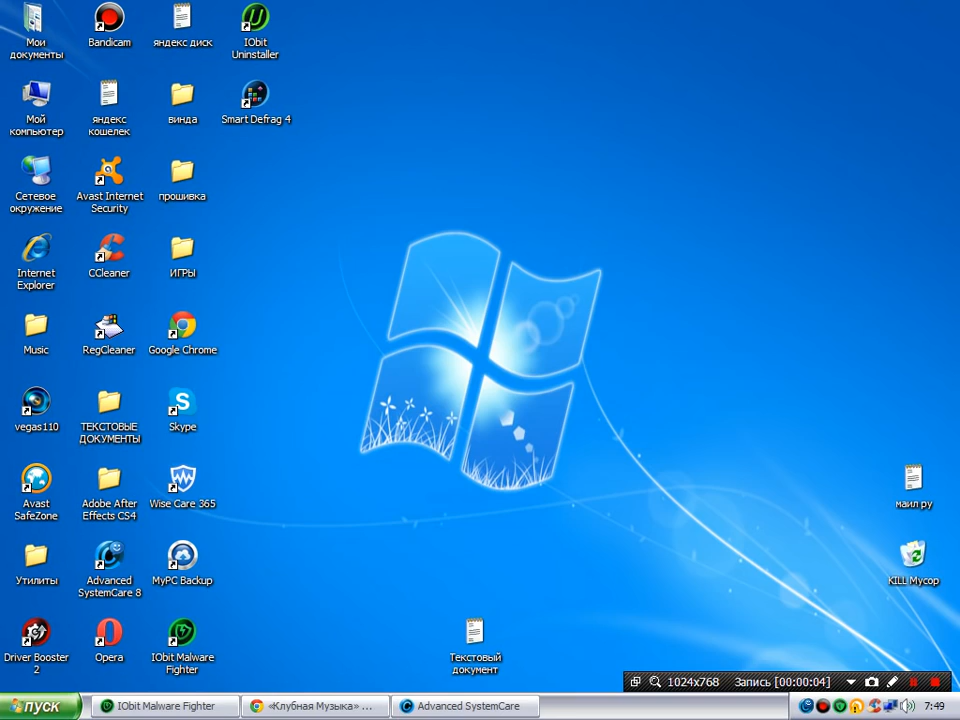 Мои
документы
Bandicam
яндекс диск
IObit
Uninstaller
Мой
компьютер
яндекс
кошелек
винда
Smart Defrag 4
Сетевое
окружение
Avast Internet
Security
прошивка
Internet
Explorer
CCleaner
ИГРЫ
Music
RegCleaner
Google Chrome
vegas110
ТЕКСТОВЫЕ
ДОКУМЕНТЫ
Skype
Avast
SafeZone
Adobe After
Effects CS4
Wise Care 365
маил ру
Утилиты
Advanced
SystemCare 8
MyPC Backup
KILL Мусор
Driver Booster
2
Opera
IObit Malware
Fighter
Текстовый
документ
1024x768 Запись [00:00:04]
пуск
IObit Malware Fighter
«Клубная Музыка» ...
Advanced SystemCare
7:49